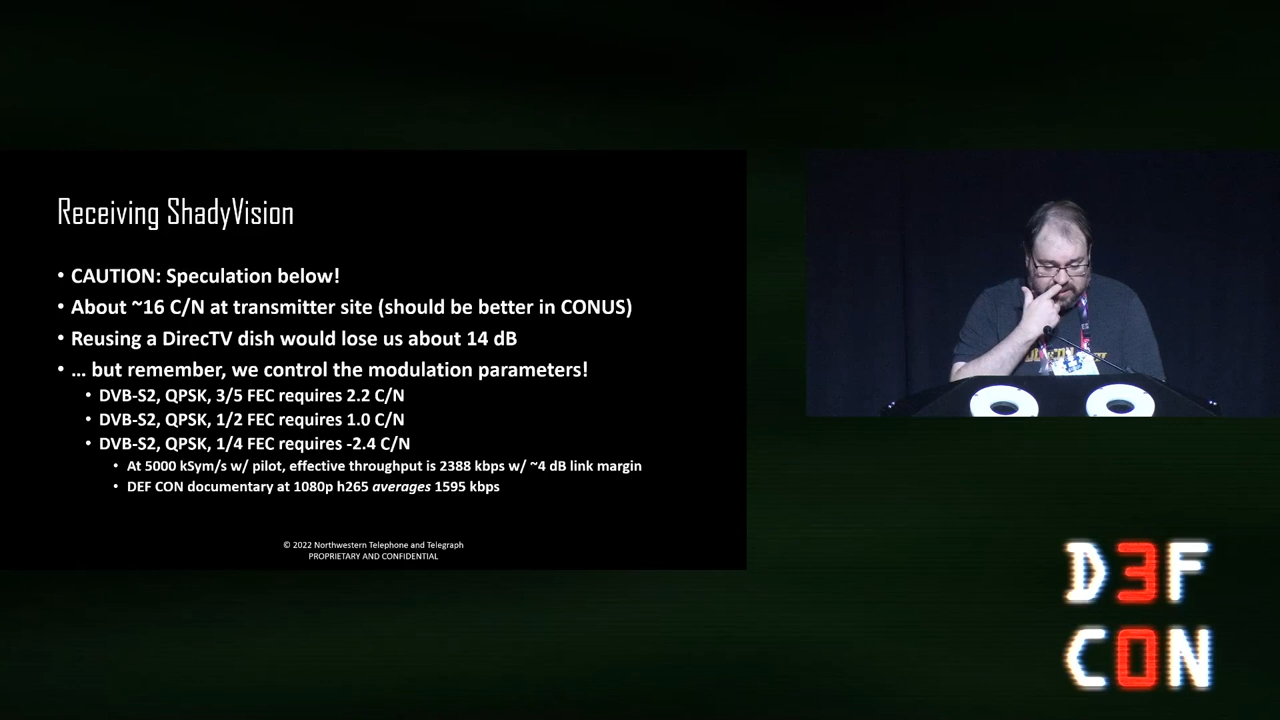 Receiving ShadyVision
• CAUTION: Speculation below!
• About ~16 C/N at transmitter site (should be better in CONUS)
• Reusing a DirecTV dish would lose us about 14 dB
• … but remember, we control the modulation parameters!
• DVB-S2, QPSK, 3/5 FEC requires 2.2 C/N
• DVB-S2, QPSK, 1/2 FEC requires 1.0 C/N
• DVB-S2, QPSK, 1/4 FEC requires -2.4 C/N
• At 5000 kSym/s w/ pilot, effective throughput is 2388 kbps w/ ~4 dB link margin
• DEF CON documentary at 1080p h265 averages 1595 kbps
© 2022 Northwestern Telephone and Telegraph
PROPRIETARY AND CONFIDENTIAL
D3F
C0N